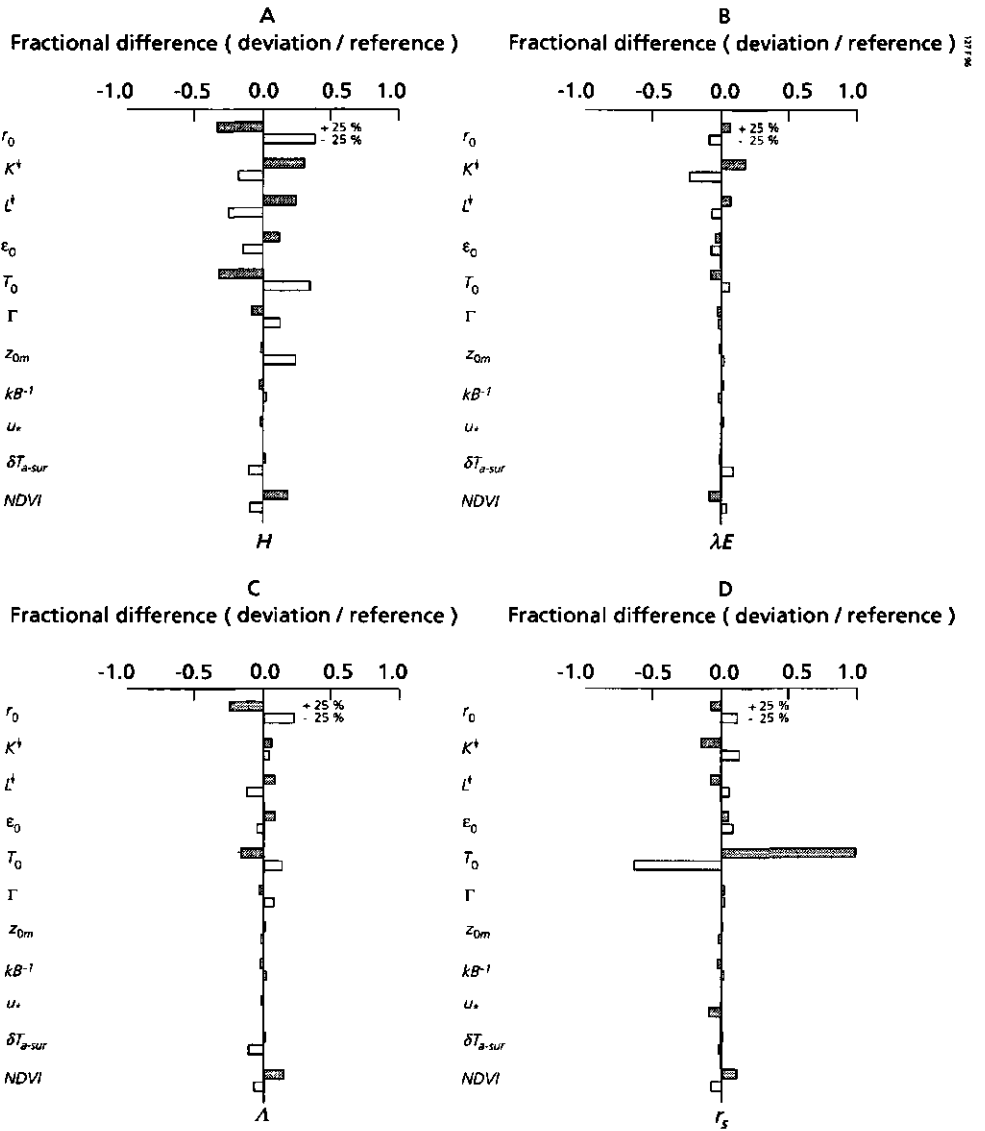 A
Fractional difference ( deviation / reference )
-1.0 -0.5 0.0 0.5 1.0
+ 25 %
- 25 %
r0
K↓
L↓
ε0
T0
Γ
z0m
kB-1
u*
δTa-sur
NDVI
H
B
Fractional difference ( deviation / reference )
127 F 96
-1.0 -0.5 0.0 0.5 1.0
+ 25 %
- 25 %
r0
K↓
L↓
ε0
T0
Γ
z0m
kB-1
u*
δTa-sur
NDVI
λE
C
Fractional difference ( deviation / reference )
-1.0 -0.5 0.0 0.5 1.0
+ 25 %
- 25 %
r0
K↓
L↓
ε0
T0
Γ
z0m
kB-1
u*
δTa-sur
NDVI
Λ
D
Fractional difference ( deviation / reference )
-1.0 -0.5 0.0 0.5 1.0
+ 25 %
- 25 %
r0
K↓
L↓
ε0
T0
Γ
z0m
kB-1
u*
δTa-sur
NDVI
rs